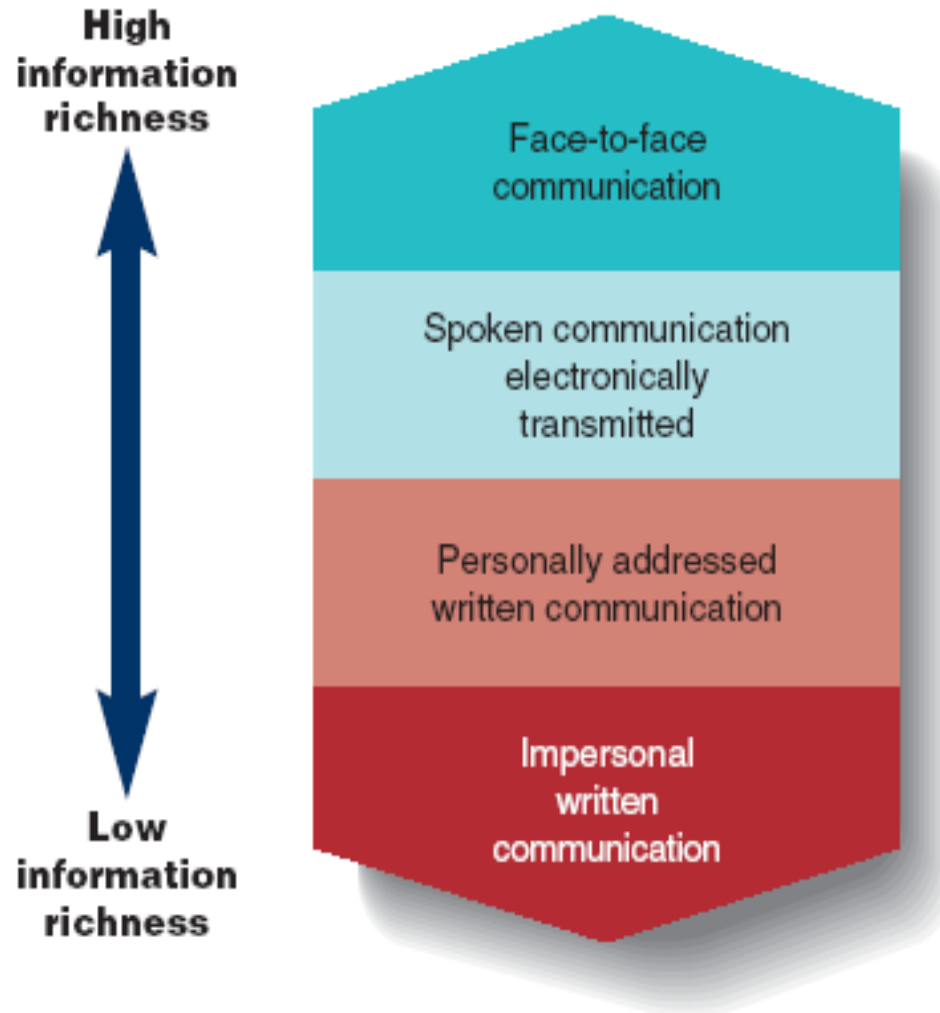 High
information
richness
Face-to-face
communication
Spoken communication
electronically
transmitted
Personally addressed
written communication
Impersonal
written
communication
Low
information
richness